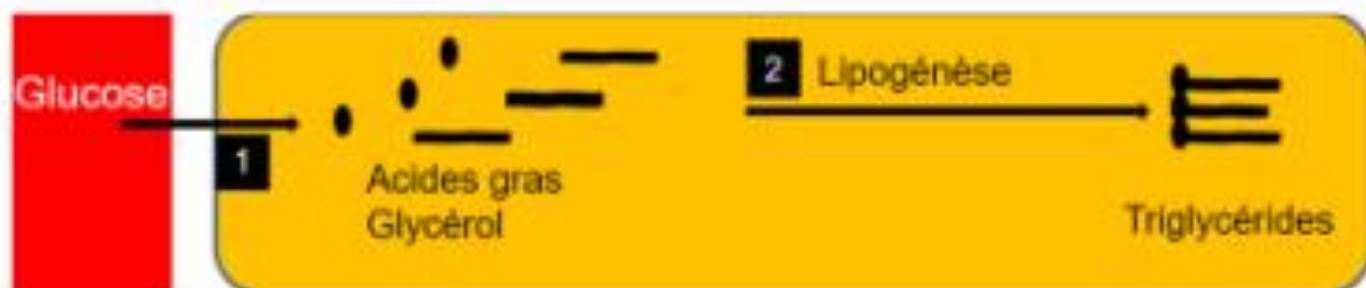 Glucose
1
Acides gras
Glycérol
2
Lipogénèse
Triglycérides